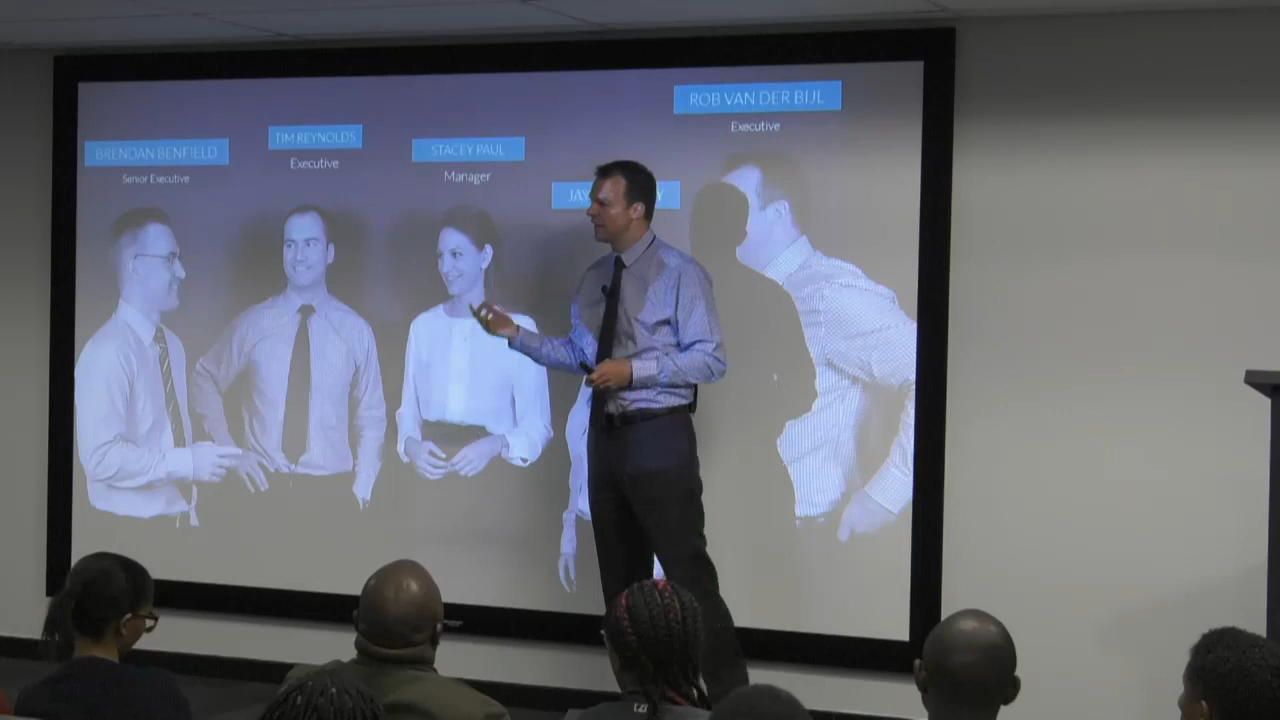 BRENDAN BENFIELD
Senior Executive
TIM REYNOLDS
Executive
STACEY PAUL
Manager
ROB VAN DER BIJL
Executive